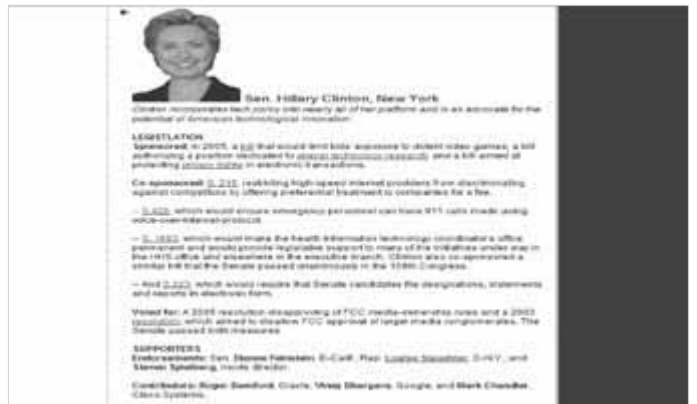 Sen. Hillary Clinton, New York
Clinton incorporates tech policy into nearly all of her platform and is an advocate for the
potential of American technological innovation.
LEGISTLATION
Sponsored: In 2005, a bill that would limit kids' exposure to violent video games, a bill
authorizing a position dedicated to research, and a bill aimed at
protecting privacy rights in electronic transactions.
Co-sponsored: S. 215, high-speed Internet providers from discriminating
against competitors by offering preferential treatment to companies for a fee.
-- S.428, which would ensure emergency personnel can trace 911 calls made using
voice-over-Internet-protocol.
-- which would make the health information technology coordinator's office
permanent and would provide legislative support to many of the initiatives under way in
the HHS office and elsewhere in the executive branch. Clinton also co-sponsored a
similar bill that the Senate passed unanimously in the 109th Congress.
-- And S.223, which would require that Senate candidates file designations, statements
and reports in electronic form.
Voted for: A 2005 resolution disapproving of FCC media-ownership rules and a 2003
resolution, which aimed to disallow FCC approval of larger media conglomerates. The
Senate passed both measures.
SUPPORTERS
Endorsements: Sen. Dianne Feinstein, D-Calif., Rep. Louise Slaughter, D-N.Y., and
Steven Spielberg, movie director.
Contributors: Roger Bamford, Oracle, Google, and Mark Chandler,
Cisco Systems.